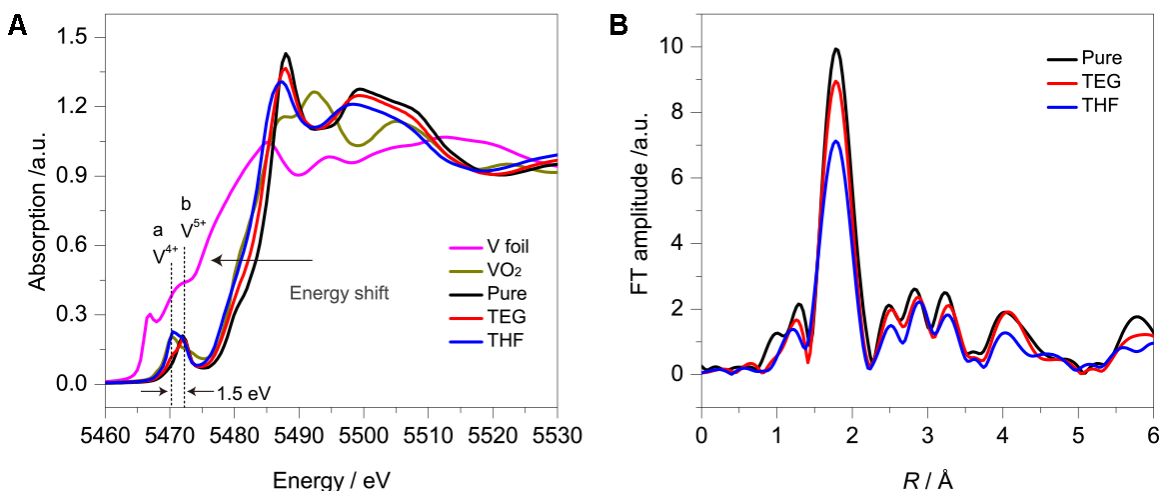 A
Absorption /a.u.
1.5
1.2
0.9
0.6
0.3
0.0
a
V4+
b
V5+
Energy shift
1.5 eV
V foil
VO₂
Pure
TEG
THF
5460 5470 5480 5490 5500 5510 5520 5530
Energy / eV
B
FT amplitude /a.u.
10
8
6
4
2
0
Pure
TEG
THF
0 1 2 3 4 5 6
R / Å